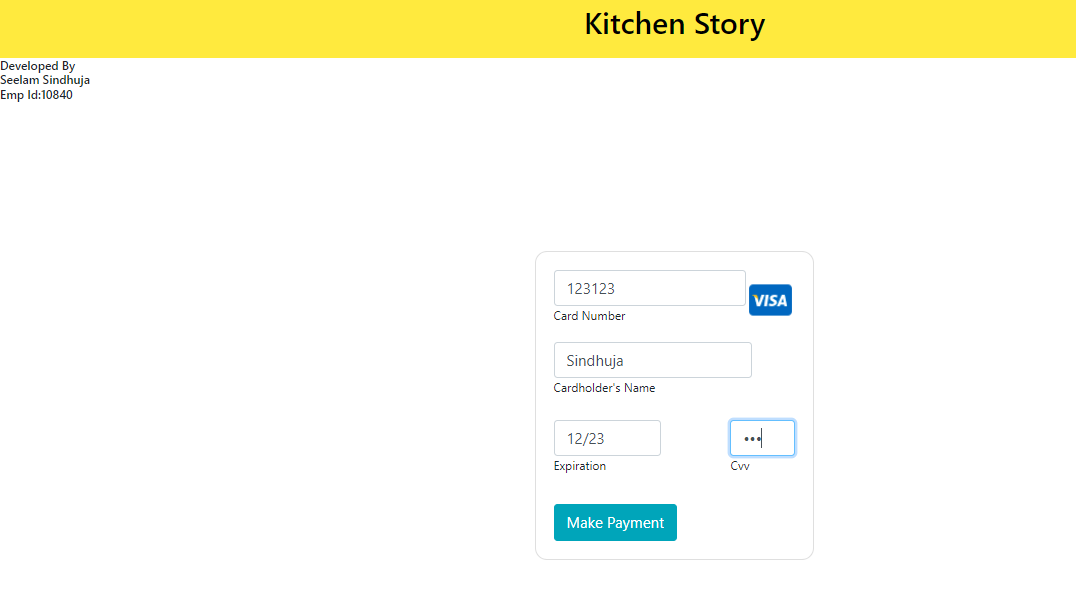 Kitchen Story
Developed By
Seelam Sindhuja
Emp Id:10840
123123
VISA
Card Number
Sindhuja
Cardholder's Name
12/23 •••
Expiration Cvv
Make Payment